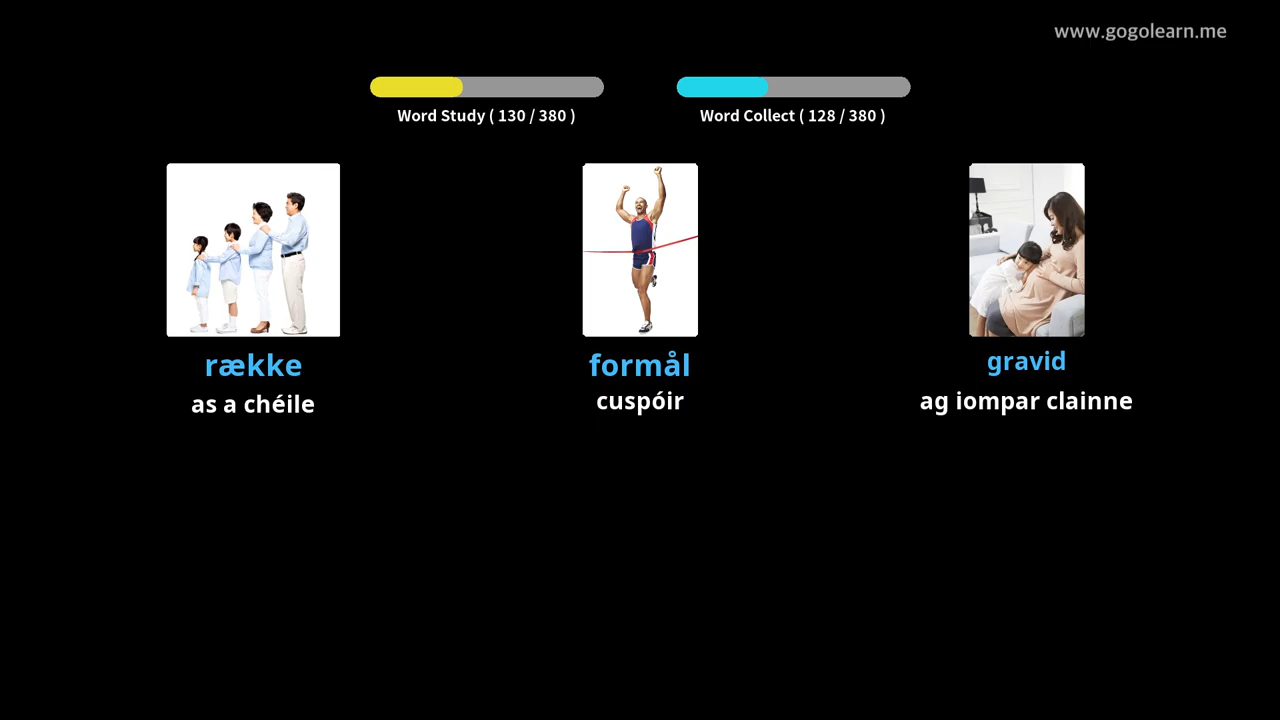 www.gogolearn.me
Word Study ( 130 / 380 )
Word Collect ( 128 / 380 )
række
as a chéile
formål
cuspóir
gravid
ag iompar clainne